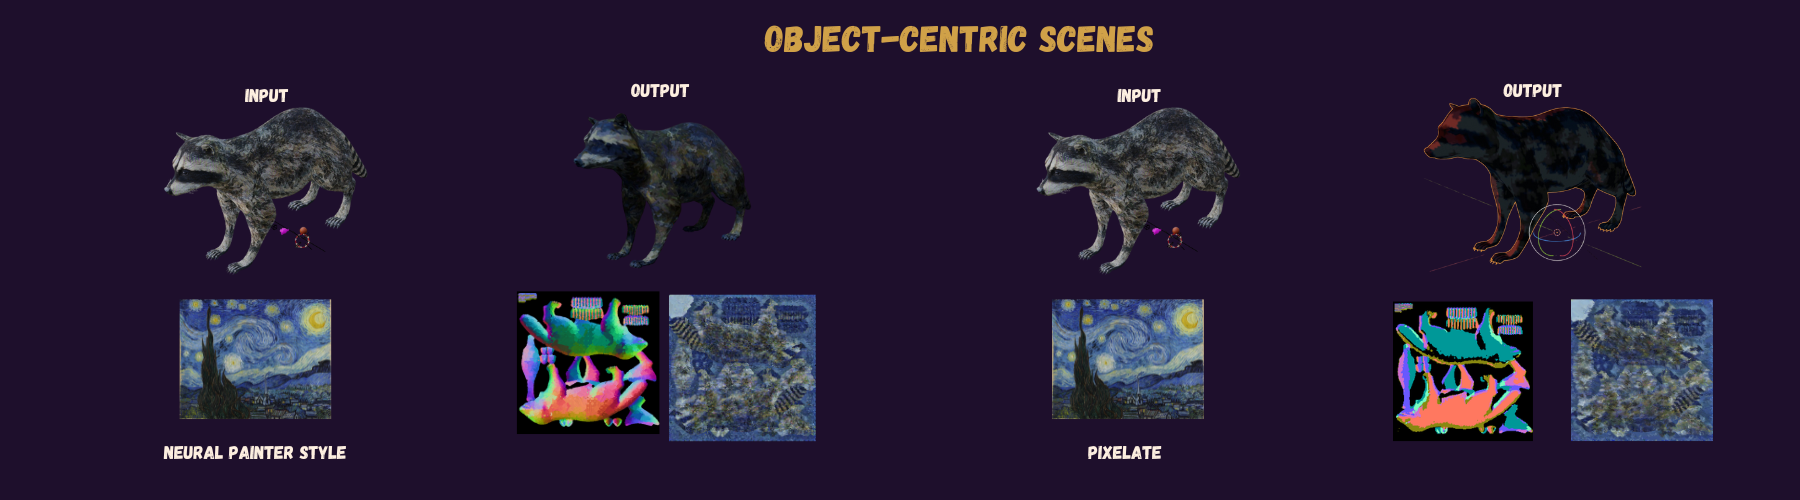 OBJECT-CENTRIC SCENES
INPUT
OUTPUT
INPUT
OUTPUT
NEURAL PAINTER STYLE
PIXELATE